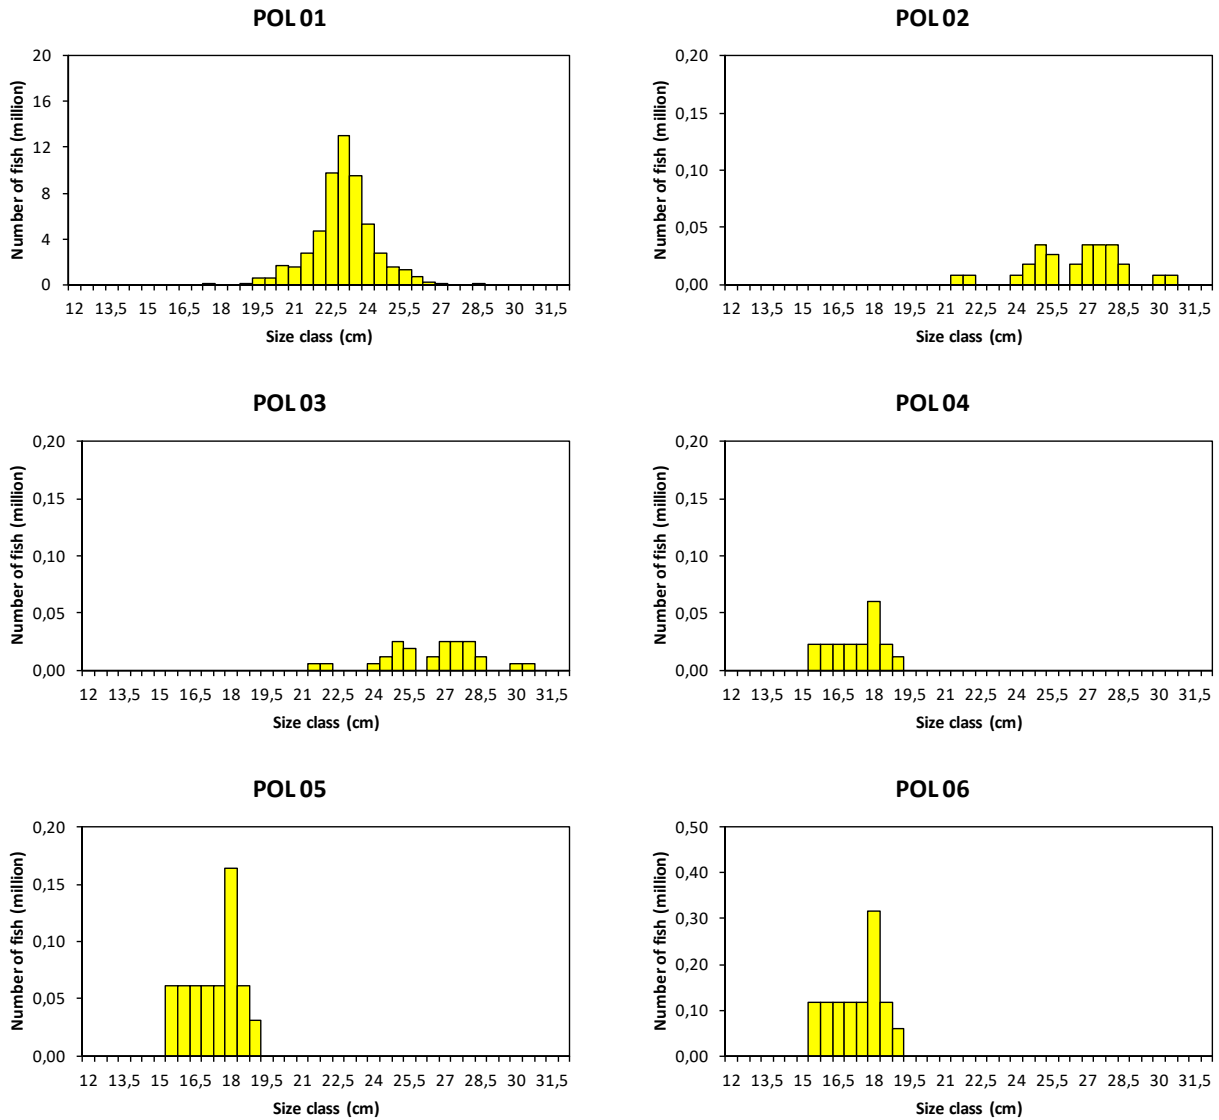 POL 01
20
16
12
8
4
0
Number of fish (million)
12 13,5 15 16,5 18 19,5 21 22,5 24 25,5 27 28,5 30 31,5
Size class (cm)
POL 02
0,20
0,15
0,10
0,05
0,00
Number of fish (million)
12 13,5 15 16,5 18 19,5 21 22,5 24 25,5 27 28,5 30 31,5
Size class (cm)
POL 03
0,20
0,15
0,10
0,05
0,00
Number of fish (million)
12 13,5 15 16,5 18 19,5 21 22,5 24 25,5 27 28,5 30 31,5
Size class (cm)
POL 04
0,20
0,15
0,10
0,05
0,00
Number of fish (million)
12 13,5 15 16,5 18 19,5 21 22,5 24 25,5 27 28,5 30 31,5
Size class (cm)
POL 05
0,20
0,15
0,10
0,05
0,00
Number of fish (million)
12 13,5 15 16,5 18 19,5 21 22,5 24 25,5 27 28,5 30 31,5
Size class (cm)
POL 06
0,50
0,40
0,30
0,20
0,10
0,00
Number of fish (million)
12 13,5 15 16,5 18 19,5 21 22,5 24 25,5 27 28,5 30 31,5
Size class (cm)